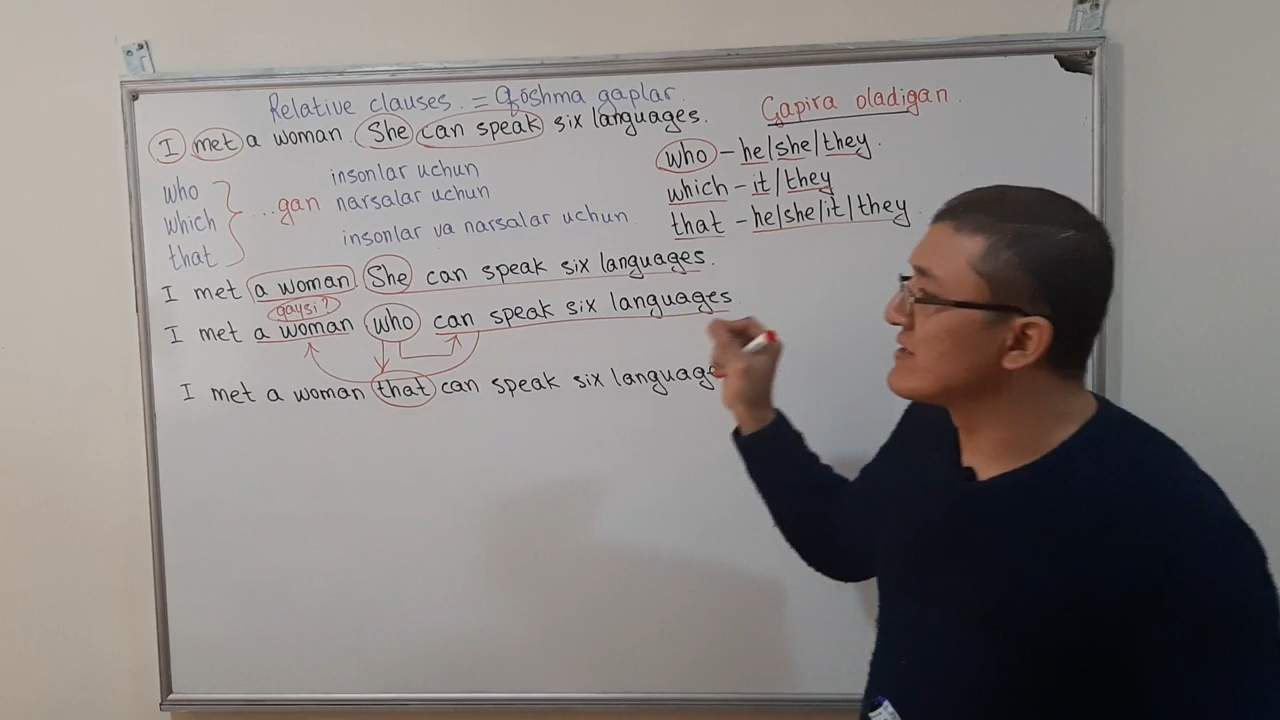 Relative clauses. = Qo'shma gaplar.
I met a woman. She can speak six languages.
who
which
that
...gan
insonlar uchun
narsalar uchun
insonlar va narsalar uchun
Gapira oladigan.
who - he/she/they.
which - it/they
that - he/she/it/they.
I met a woman. She can speak six languages.
qaysi?
I met a woman who can speak six languages.
I met a woman that can speak six language